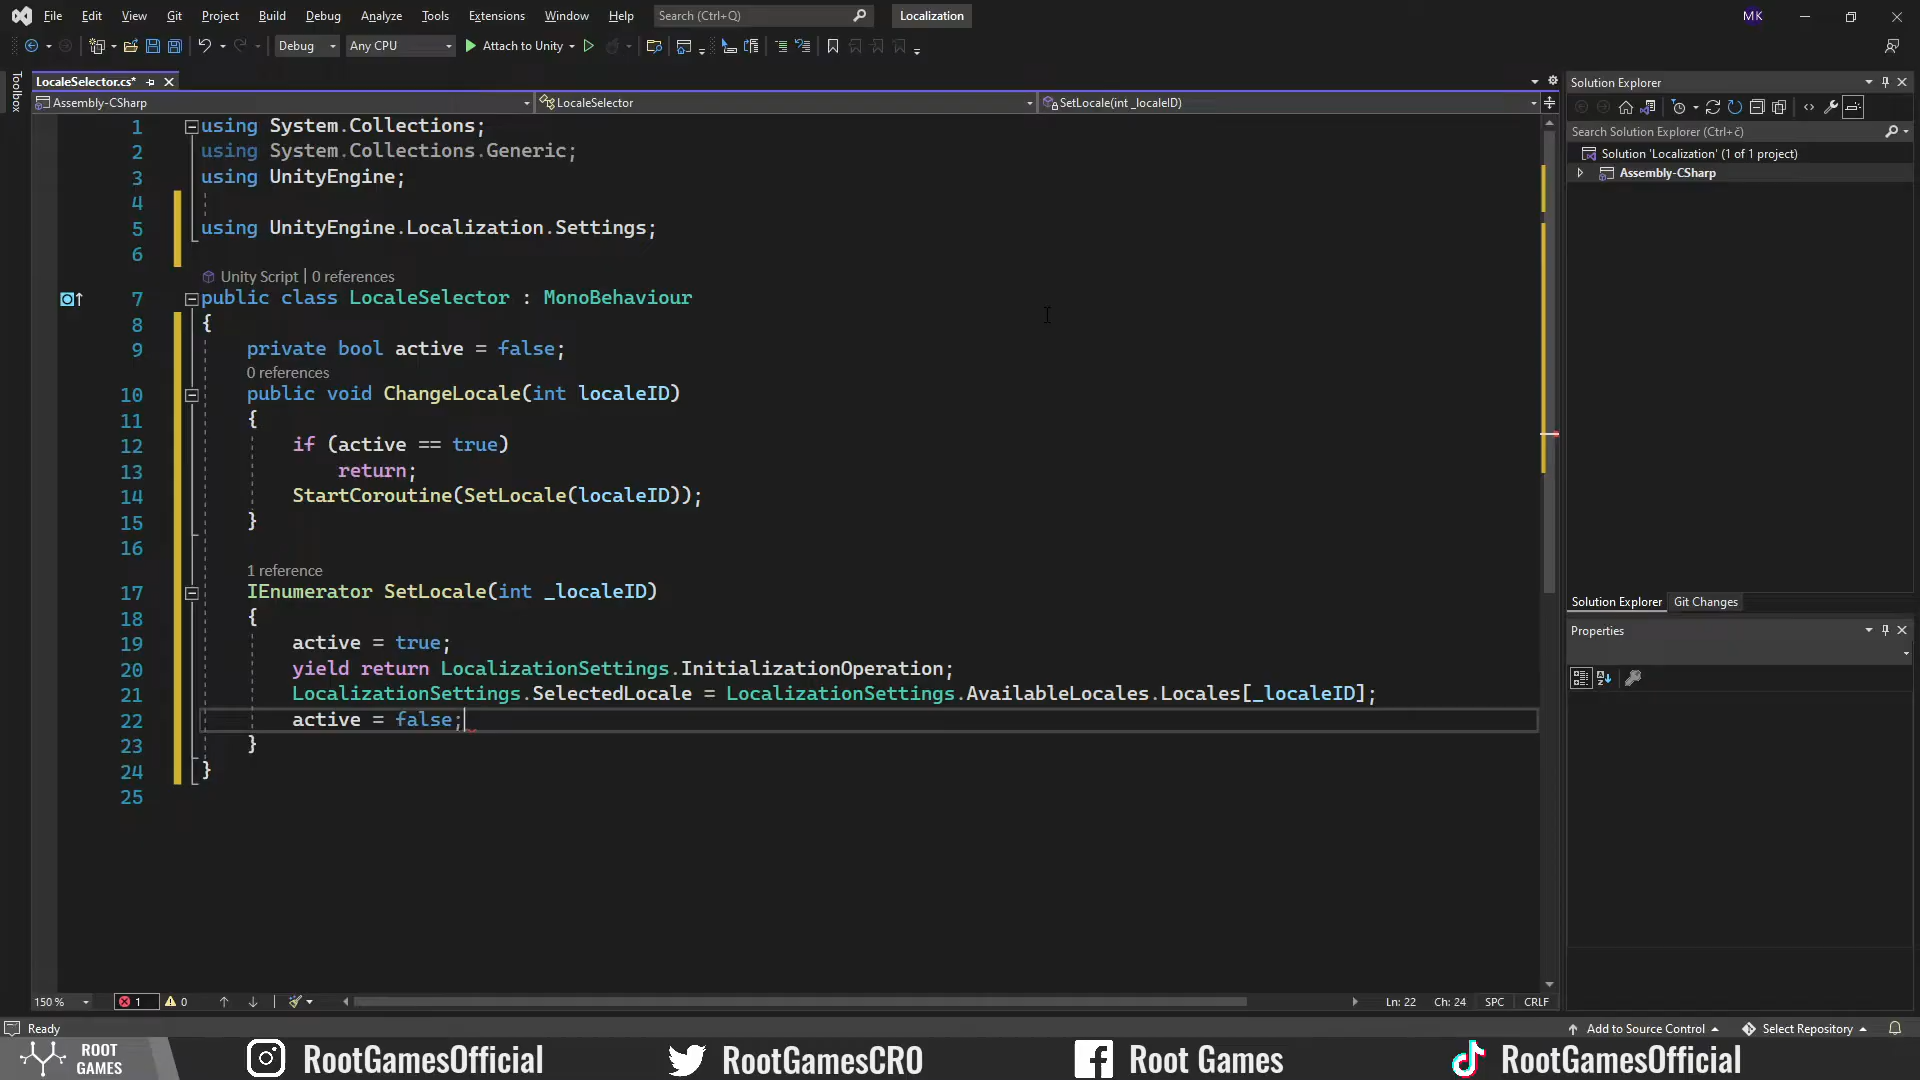 File Edit View Git Project Build Debug Analyze Tools Extensions Window Help Search (Ctrl+Q) Localization MK
Debug Any CPU Attach to Unity
Toolbox
LocaleSelector.cs*
Assembly-CSharp LocaleSelector SetLocale(int _localeID)
1 using System.Collections;
2 using System.Collections.Generic;
3 using UnityEngine;
4
5 using UnityEngine.Localization.Settings;
6
Unity Script | 0 references
7 public class LocaleSelector : MonoBehaviour
8 {
9 private bool active = false;
0 references
10 public void ChangeLocale(int localeID)
11 {
12 if (active == true)
13 return;
14 StartCoroutine(SetLocale(localeID));
15 }
16
1 reference
17 IEnumerator SetLocale(int _localeID)
18 {
19 active = true;
20 yield return LocalizationSettings.InitializationOperation;
21 LocalizationSettings.SelectedLocale = LocalizationSettings.AvailableLocales.Locales[_localeID];
22 active = false;
23 }
24 }
25
150 % 1 0 Ln: 22 Ch: 24 SPC CRLF
Solution Explorer
Search Solution Explorer (Ctrl+č)
Solution 'Localization' (1 of 1 project)
Assembly-CSharp
Solution Explorer Git Changes
Properties
Ready Add to Source Control Select Repository
ROOT
GAMES
RootGamesOfficial RootGamesCRO Root Games RootGamesOfficial